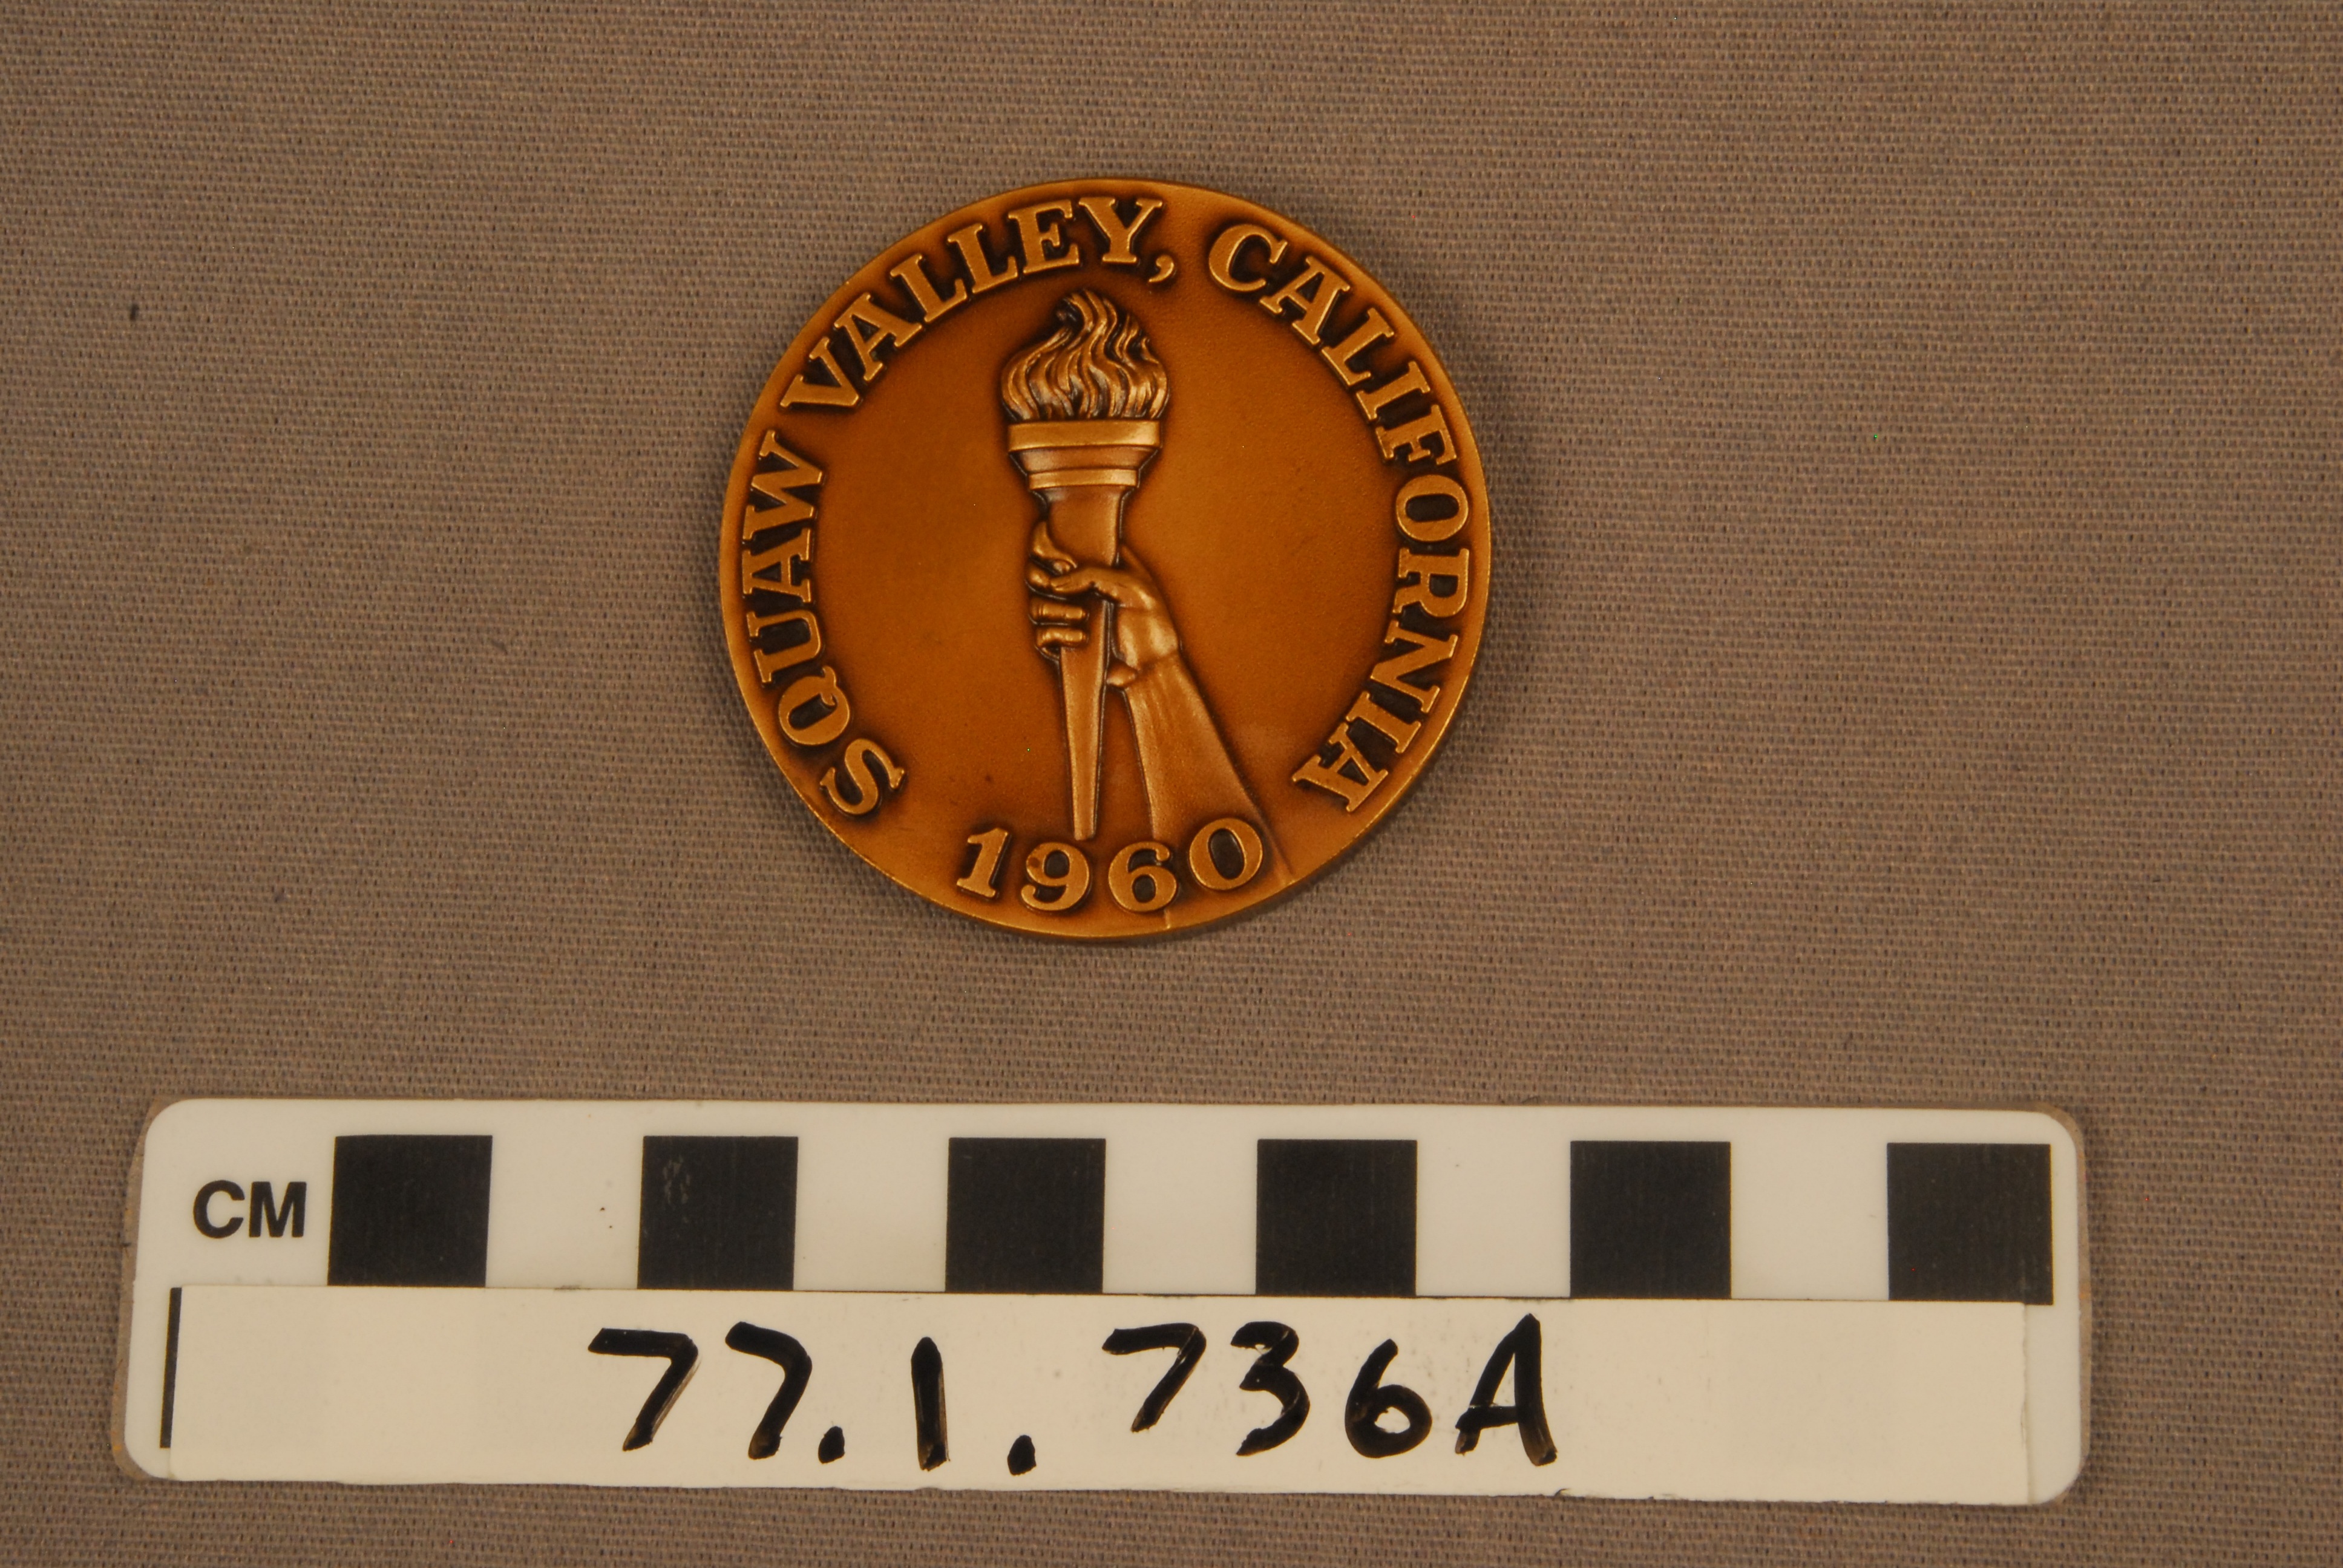 SQUAW VALLEY, CALIFORNIA
1960
CM
77.1.736A